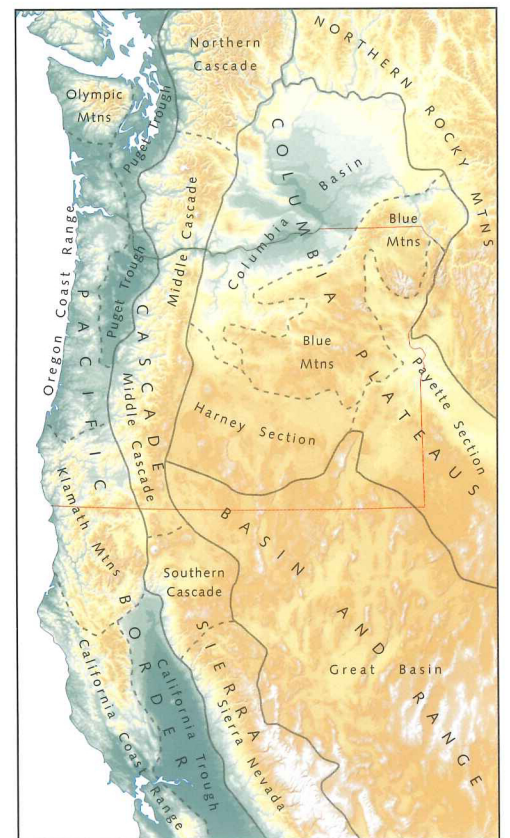 Northern
Cascade
NORTHERN ROCKY MTNS
Olympic
Mtns
Puget Trough
COLUMBIA PLATEAUS
Columbia Basin
Middle Cascade
Blue
Mtns
Oregon Coast Range
PACIFIC BORDER
Puget Trough
CASCADE SIERRA
Middle Cascade
Blue
Mtns
Payette Section
Harney Section
Klamath Mtns
BASIN AND RANGE
Southern
Cascade
Great Basin
California Coast Range
California Trough
Sierra Nevada